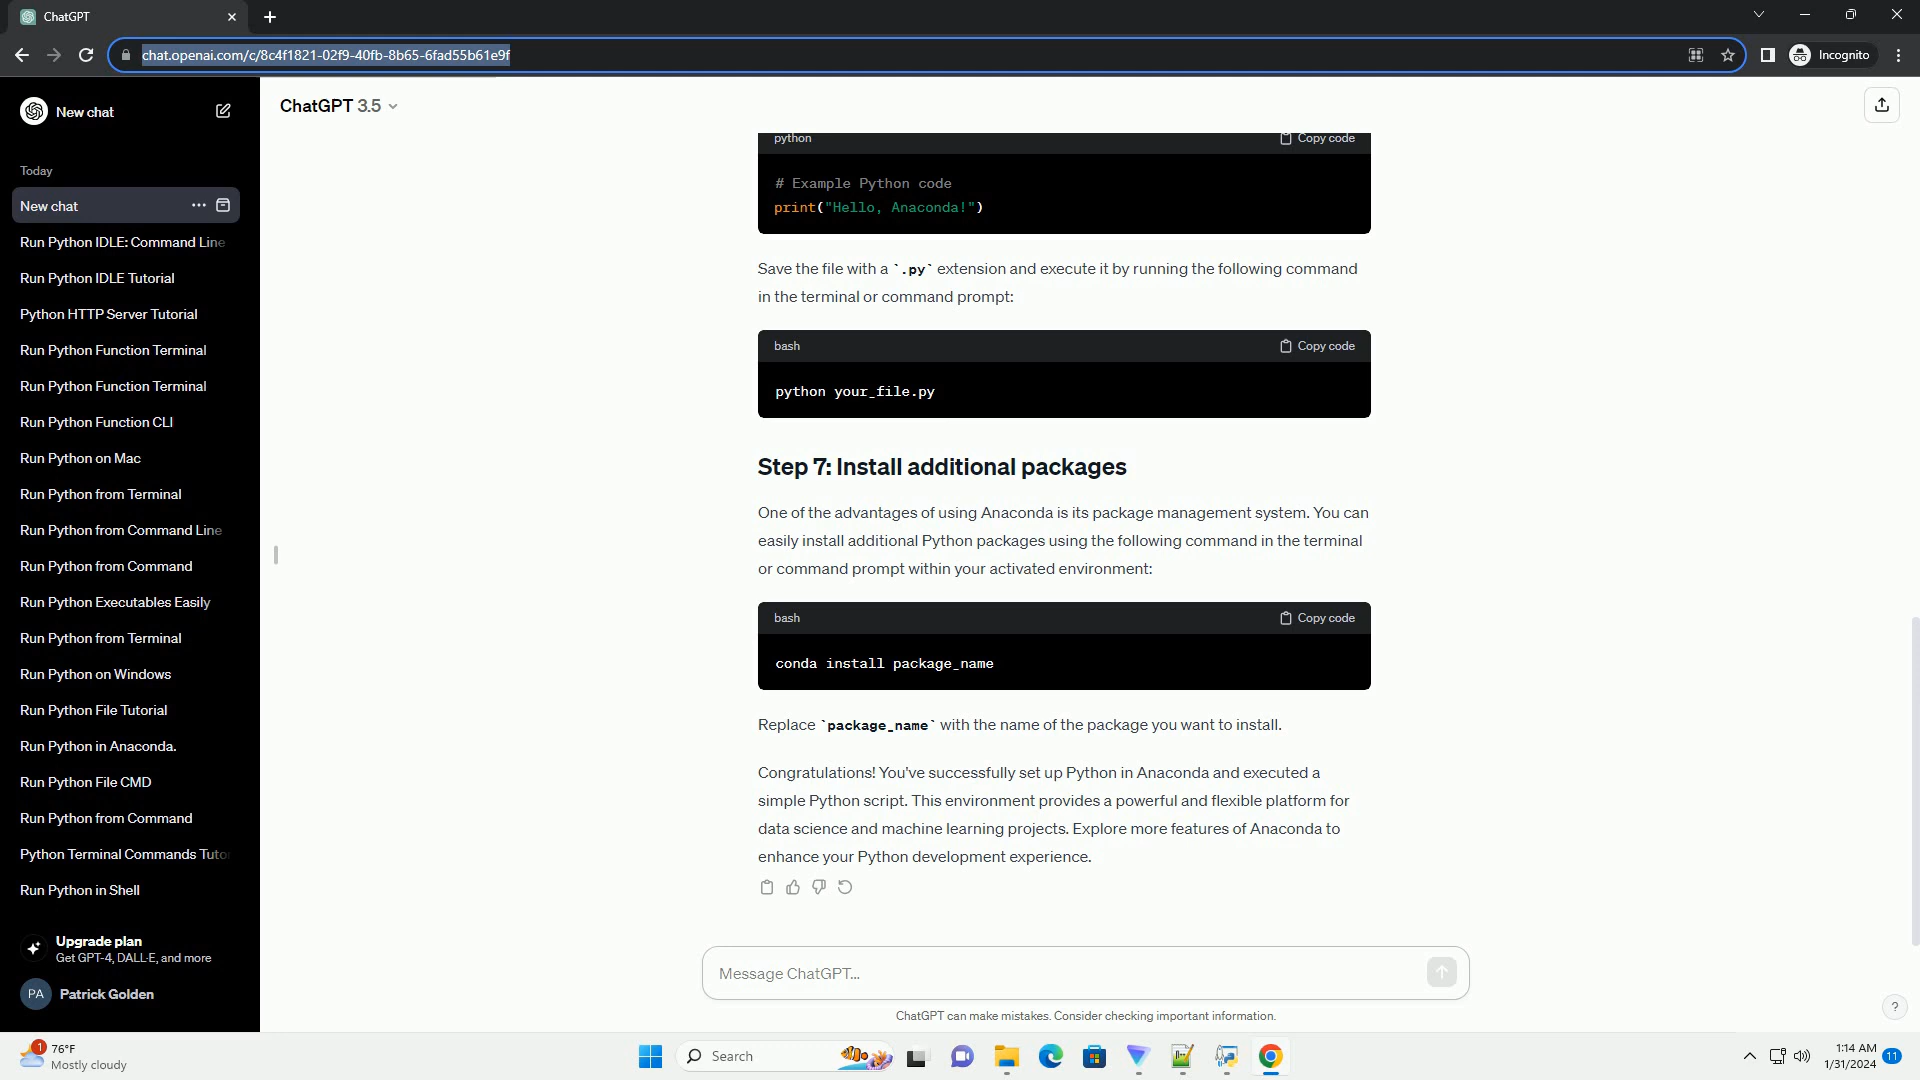 ChatGPT
chat.openai.com/c/8c4f1821-02f9-40fb-8b65-6fad55b61e9f
Incognito
New chat
ChatGPT 3.5
Today
New chat
Run Python IDLE: Command Line
Run Python IDLE Tutorial
Python HTTP Server Tutorial
Run Python Function Terminal
Run Python Function Terminal
Run Python Function CLI
Run Python on Mac
Run Python from Terminal
Run Python from Command Line
Run Python from Command
Run Python Executables Easily
Run Python from Terminal
Run Python on Windows
Run Python File Tutorial
Run Python in Anaconda.
Run Python File CMD
Run Python from Command
Python Terminal Commands Tuto
Run Python in Shell
Upgrade plan
Get GPT-4, DALL·E, and more
PA Patrick Golden
python Copy code
# Example Python code
print("Hello, Anaconda!")
Save the file with a `.py` extension and execute it by running the following command
in the terminal or command prompt:
bash Copy code
python your_file.py
Step 7: Install additional packages
One of the advantages of using Anaconda is its package management system. You can
easily install additional Python packages using the following command in the terminal
or command prompt within your activated environment:
bash Copy code
conda install package_name
Replace `package_name` with the name of the package you want to install.
Congratulations! You've successfully set up Python in Anaconda and executed a
simple Python script. This environment provides a powerful and flexible platform for
data science and machine learning projects. Explore more features of Anaconda to
enhance your Python development experience.
Message ChatGPT...
ChatGPT can make mistakes. Consider checking important information.
?
1
76°F
Mostly cloudy
Search
1:14 AM
1/31/2024
11